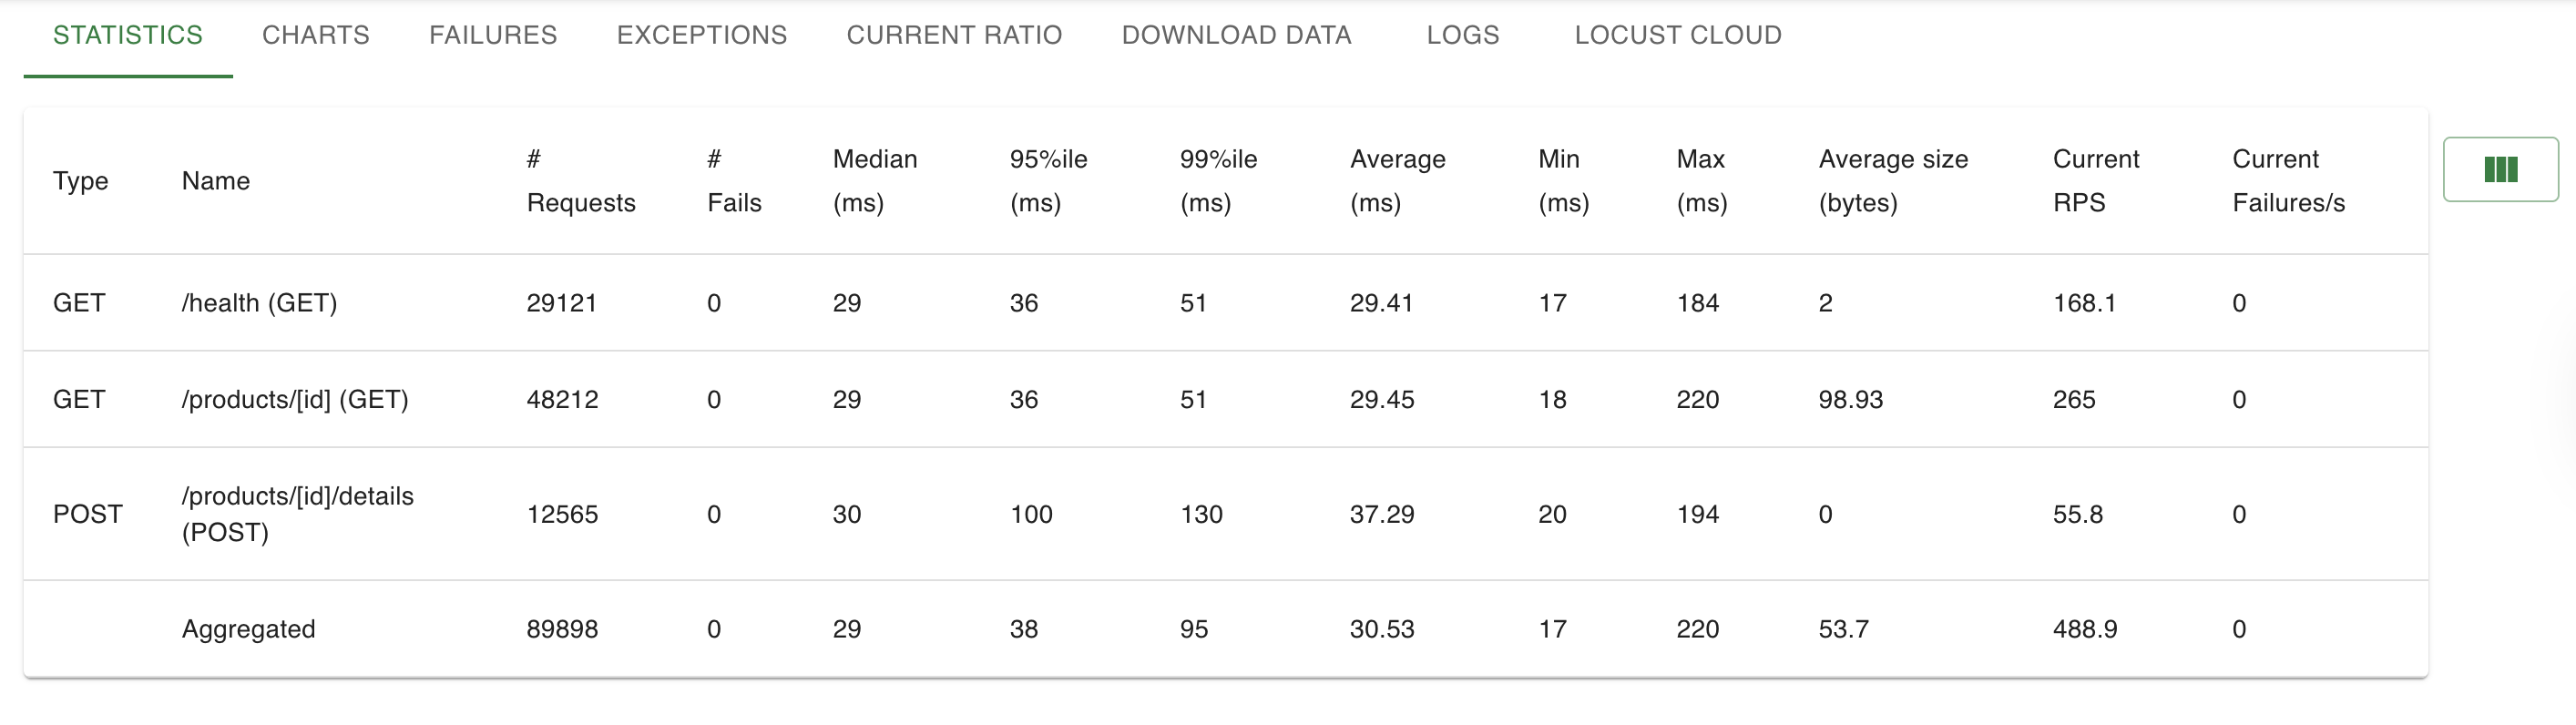 STATISTICS CHARTS FAILURES EXCEPTIONS CURRENT RATIO DOWNLOAD DATA LOGS LOCUST CLOUD
Type Name # Requests # Fails Median (ms) 95%ile (ms) 99%ile (ms) Average (ms) Min (ms) Max (ms) Average size (bytes) Current RPS Current Failures/s
GET /health (GET) 29121 0 29 36 51 29.41 17 184 2 168.1 0
GET /products/[id] (GET) 48212 0 29 36 51 29.45 18 220 98.93 265 0
POST /products/[id]/details (POST) 12565 0 30 100 130 37.29 20 194 0 55.8 0
Aggregated 89898 0 29 38 95 30.53 17 220 53.7 488.9 0